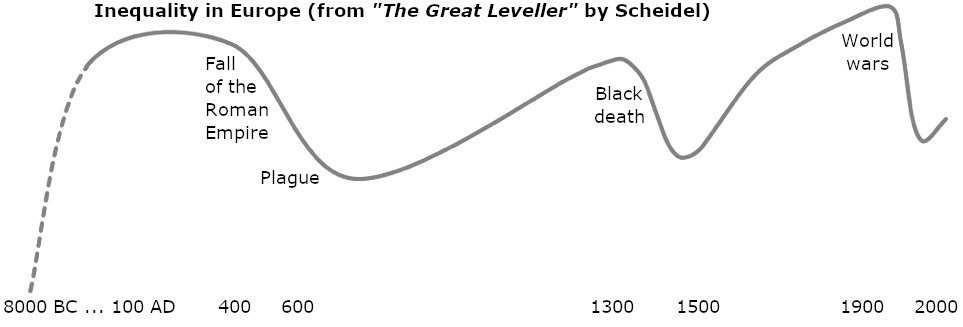 Inequality in Europe (from "The Great Leveller" by Scheidel)
Fall
of the
Roman
Empire
Plague
Black
death
World
wars
8000 BC ... 100 AD 400 600 1300 1500 1900 2000